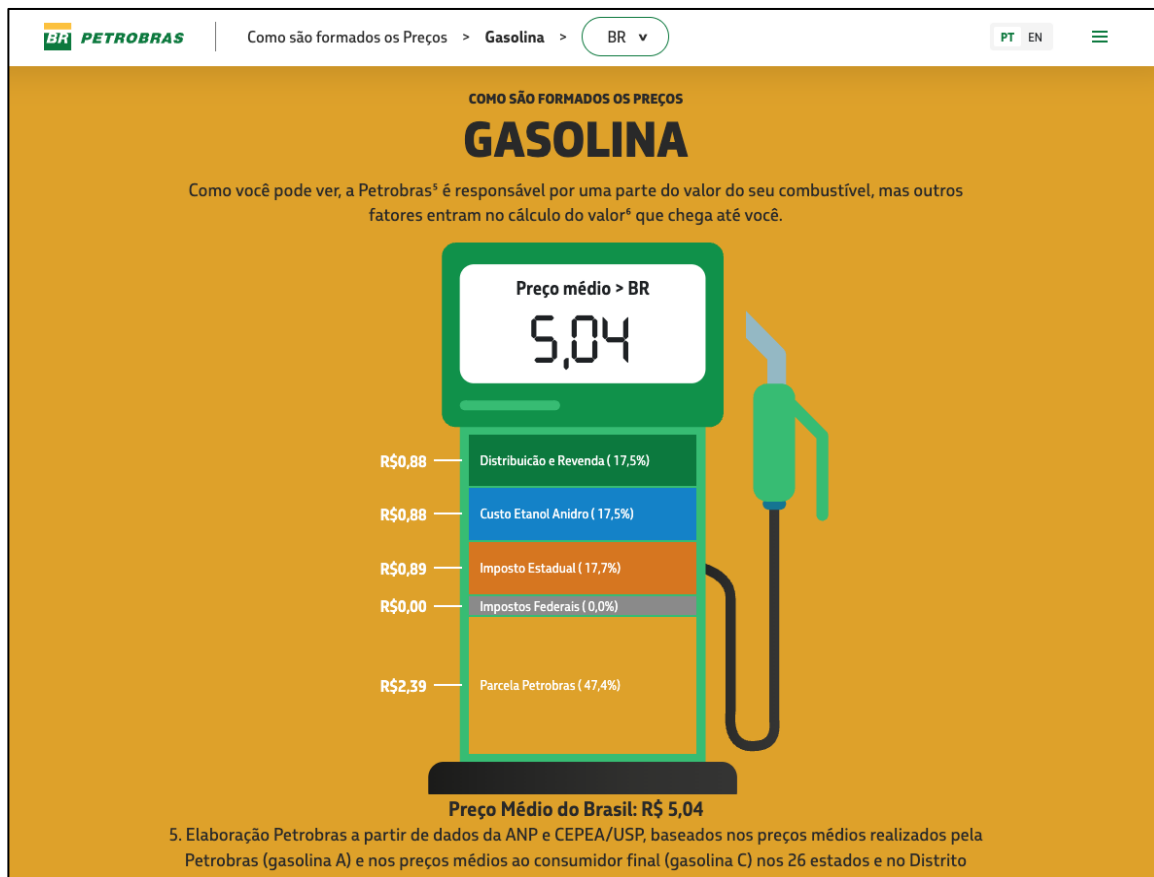 BR PETROBRAS
Como são formados os Preços > Gasolina > BR v
PT EN
COMO SÃO FORMADOS OS PREÇOS
GASOLINA
Como você pode ver, a Petrobras⁵ é responsável por uma parte do valor do seu combustível, mas outros
fatores entram no cálculo do valor⁶ que chega até você.
Preço médio > BR
5,04
R$0,88 Distribuicão e Revenda ( 17,5%)
R$0,88 Custo Etanol Anidro ( 17,5%)
R$0,89 Imposto Estadual ( 17,7%)
R$0,00 Impostos Federais ( 0,0%)
R$2,39 Parcela Petrobras ( 47,4%)
Preço Médio do Brasil: R$ 5,04
5. Elaboração Petrobras a partir de dados da ANP e CEPEA/USP, baseados nos preços médios realizados pela
Petrobras (gasolina A) e nos preços médios ao consumidor final (gasolina C) nos 26 estados e no Distrito